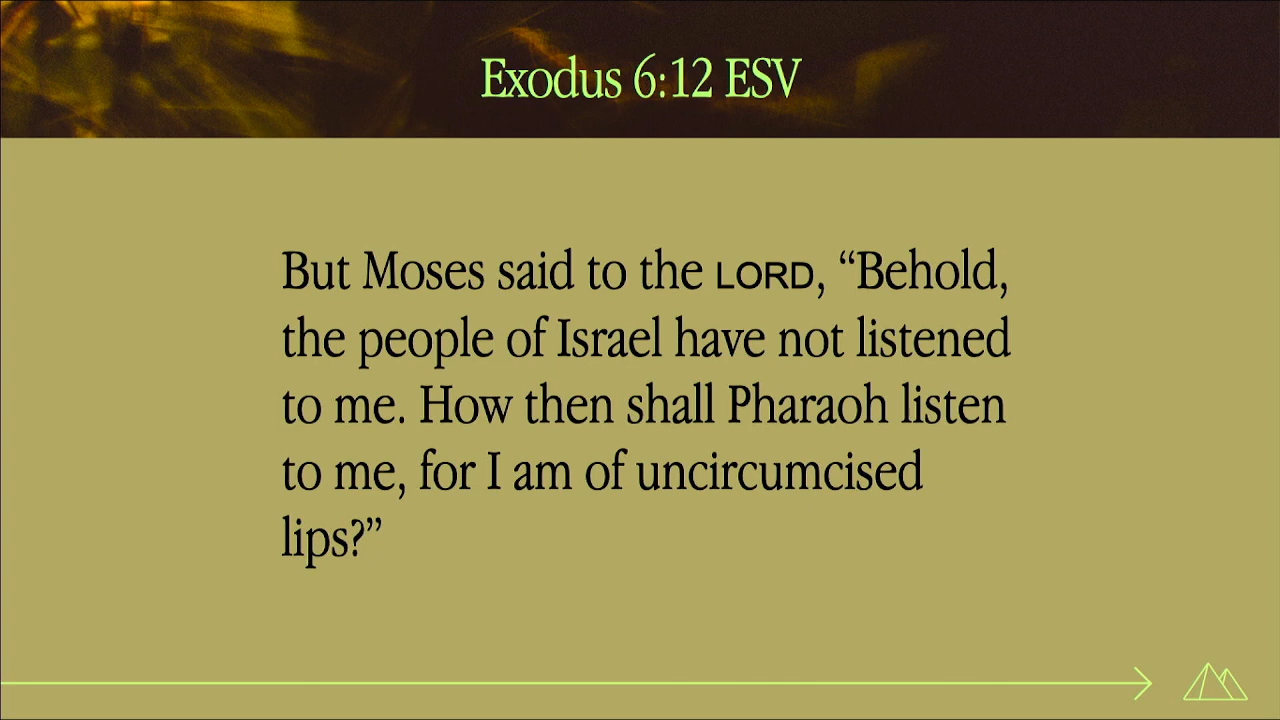 Exodus 6:12 ESV
But Moses said to the LORD, “Behold,
the people of Israel have not listened
to me. How then shall Pharaoh listen
to me, for I am of uncircumcised
lips?”